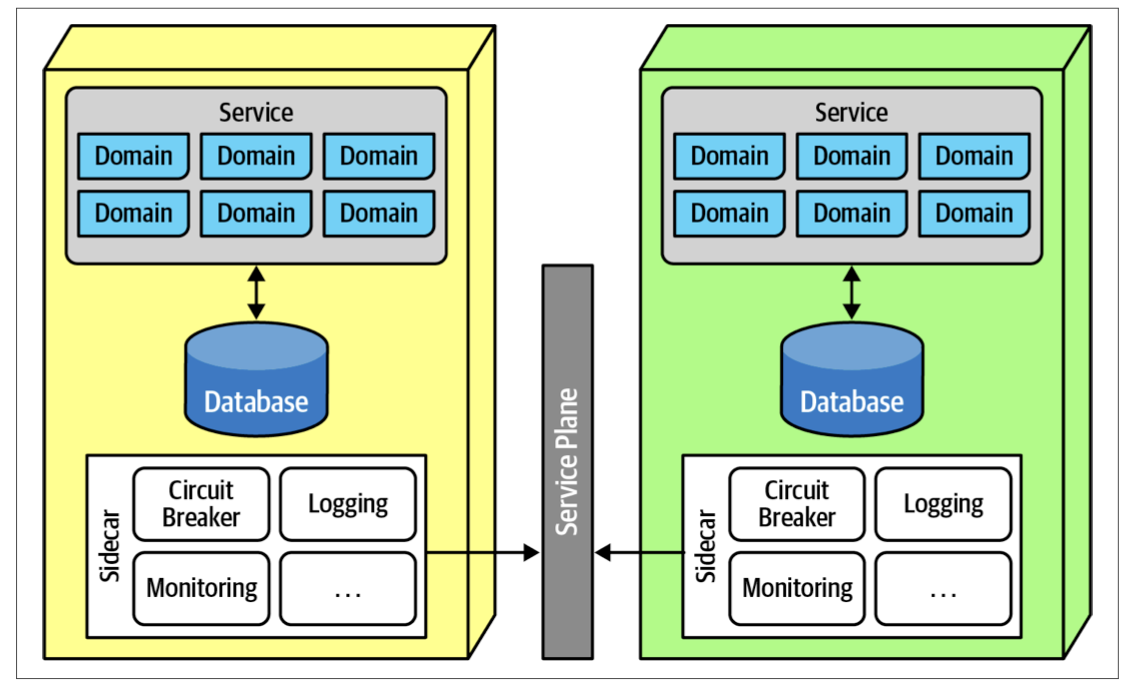 Service
Domain Domain Domain
Domain Domain Domain
Database
Sidecar
Circuit
Breaker
Logging
Monitoring
...
Service Plane
Service
Domain Domain Domain
Domain Domain Domain
Database
Sidecar
Circuit
Breaker
Logging
Monitoring
...